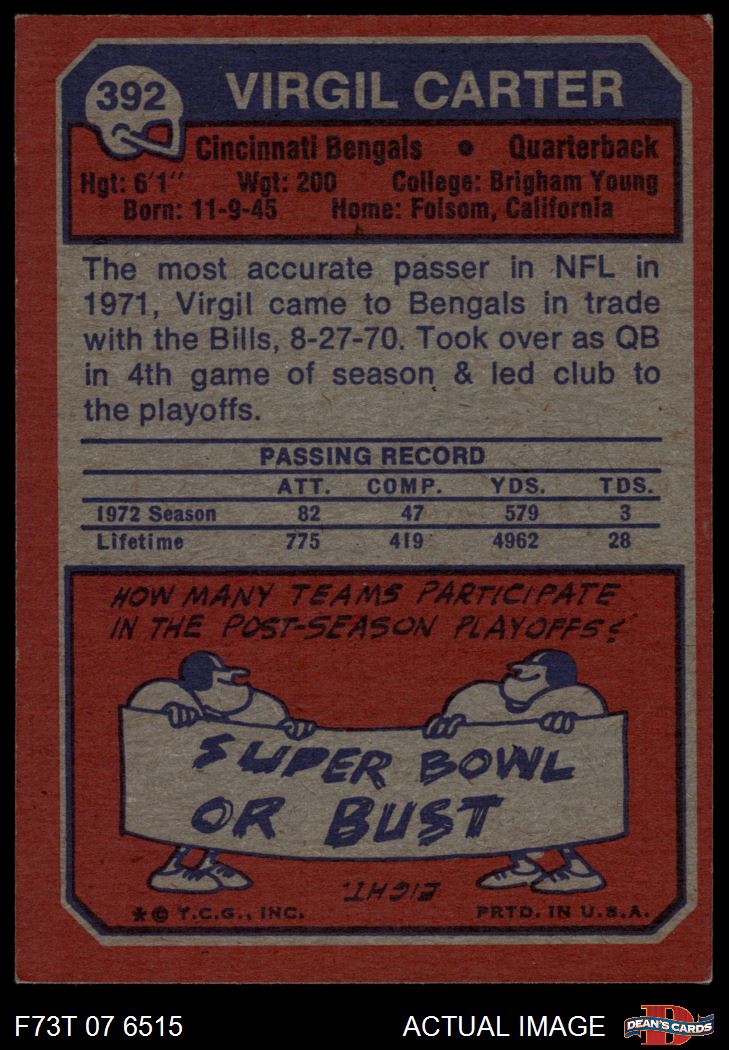 392
VIRGIL CARTER
Cincinnati Bengals • Quarterback
Hgt: 6'1" Wgt: 200 College: Brigham Young
Born: 11-9-45 Home: Folsom, California
The most accurate passer in NFL in
1971, Virgil came to Bengals in trade
with the Bills, 8-27-70. Took over as QB
in 4th game of season & led club to
the playoffs.
PASSING RECORD
ATT. COMP. YDS. TDS.
1972 Season 82 47 579 3
Lifetime 775 419 4962 28
HOW MANY TEAMS PARTICIPATE
IN THE POST-SEASON PLAYOFFS?
SUPER BOWL
OR BUST
EIGHT.
*© T.C.G., INC. PRTD. IN U.S.A.
F73T 07 6515 ACTUAL IMAGE
D
DEAN'S CARDS